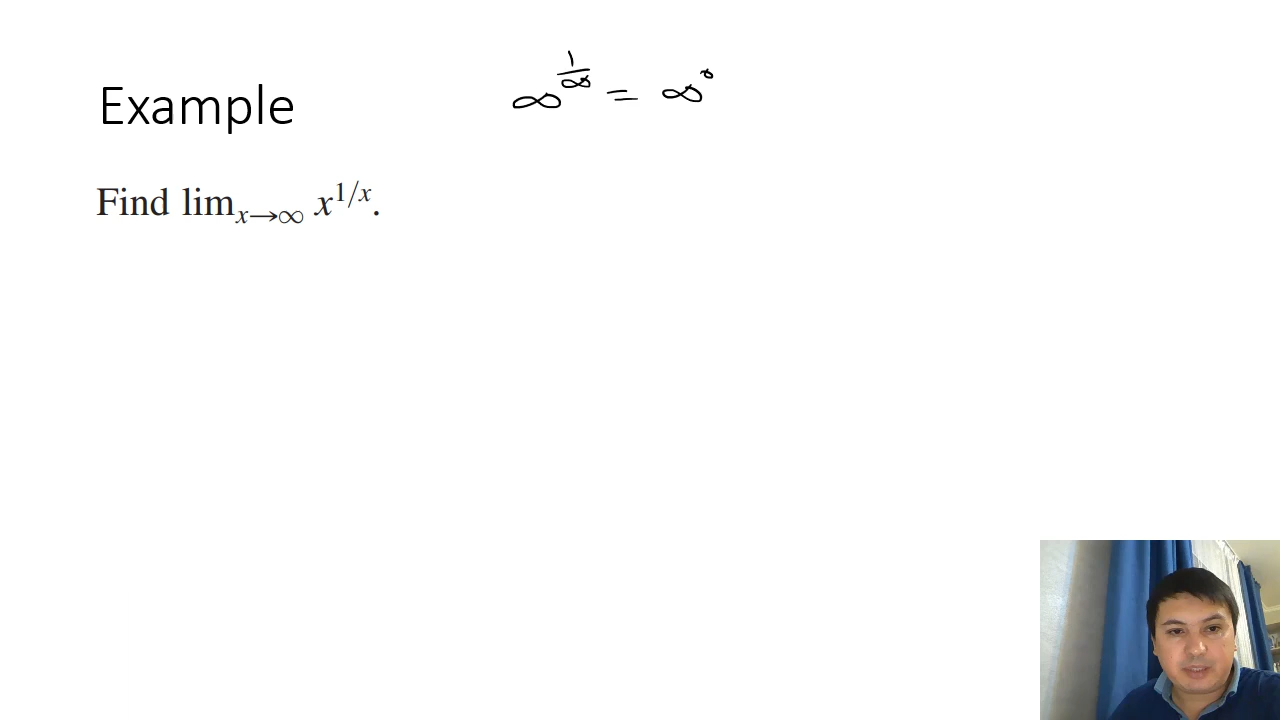 ∞^{1/∞} = ∞^0
Example
Find lim_{x→∞} x^{1/x}.